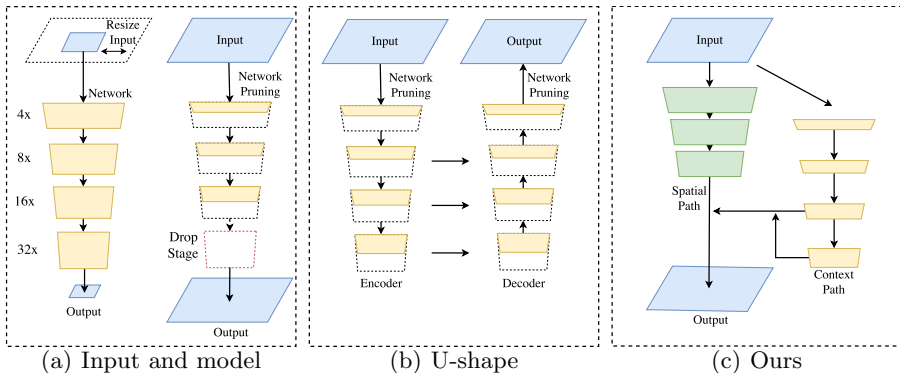 Resize
Input
Network
4x
8x
16x
32x
Output
Input
Network
Pruning
Drop
Stage
Output
(a) Input and model
Input
Network
Pruning
Encoder
Output
Network
Pruning
Decoder
(b) U-shape
Input
Spatial
Path
Context
Path
Output
(c) Ours